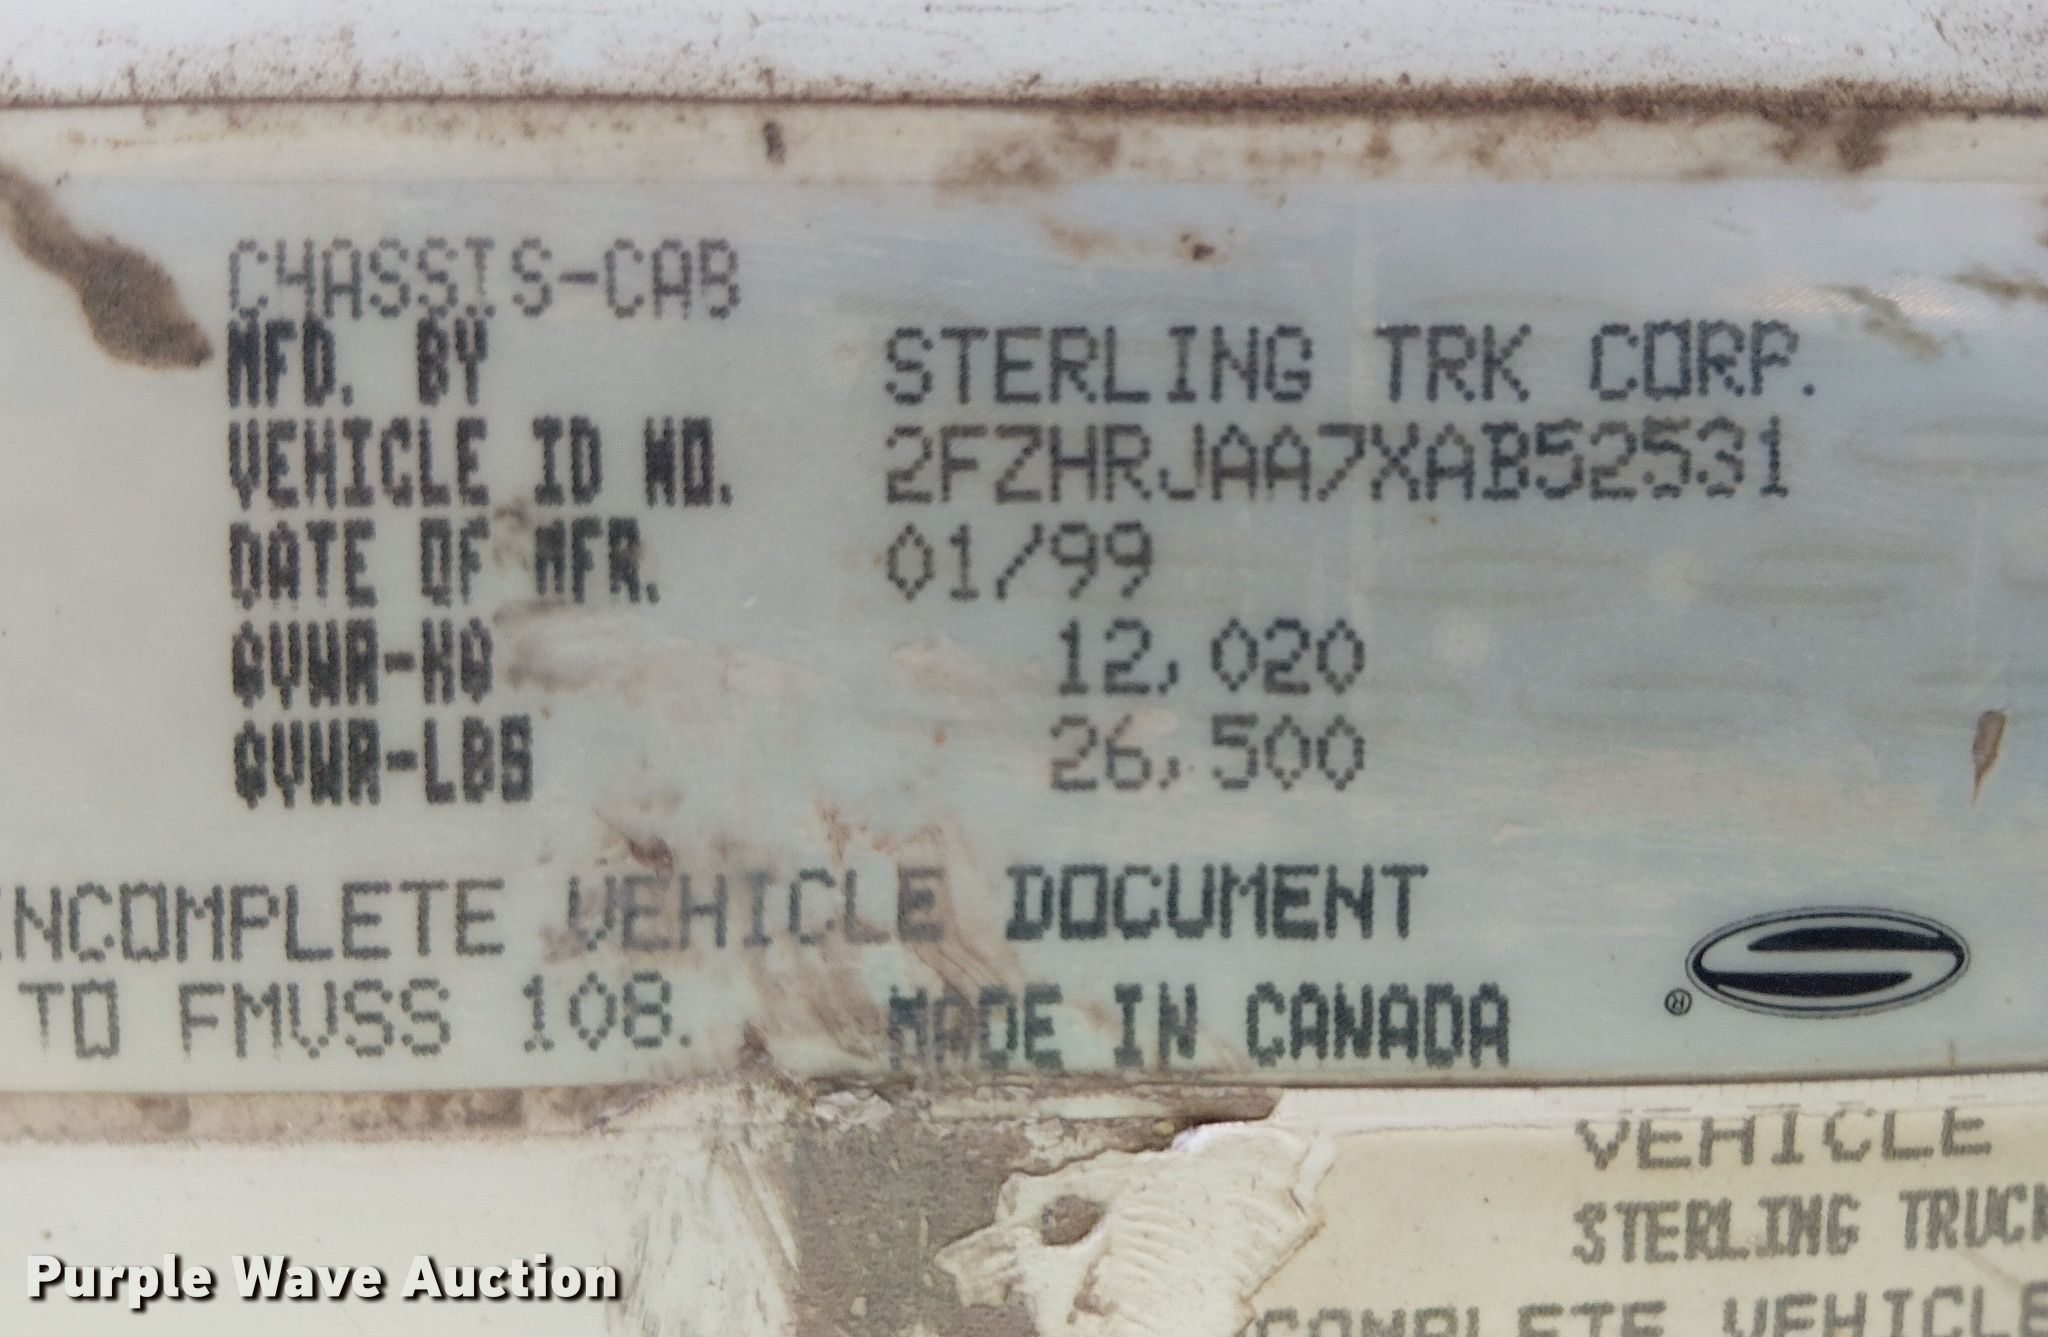 CHASSIS-CAB
MFD. BY STERLING TRK CORP.
VEHICLE ID NO. 2FZHRJAA7XAB52531
DATE OF MFR. 01/99
GVWR-KG 12,020
GVWR-LBS 26,500
INCOMPLETE VEHICLE DOCUMENT
TO FMVSS 108. MADE IN CANADA
®
VEHICLE
STERLING TRUCK
COMPLETE VEHICLE
Purple Wave Auction